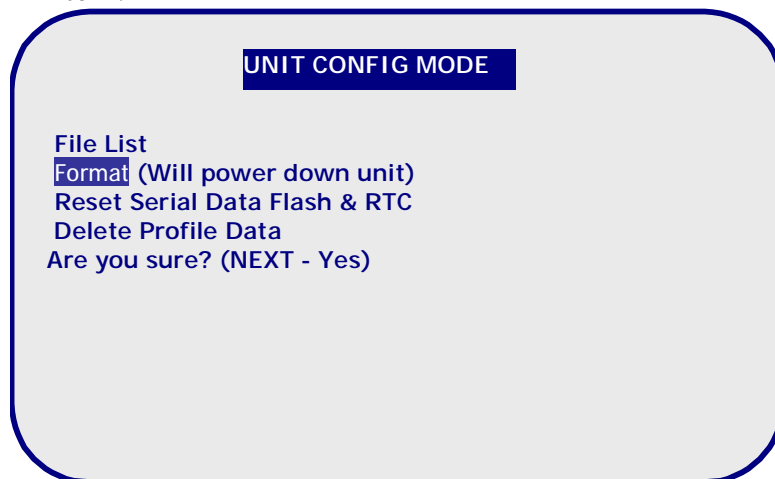 UNIT CONFIG MODE
File List
Format (Will power down unit)
Reset Serial Data Flash & RTC
Delete Profile Data
Are you sure? (NEXT - Yes)